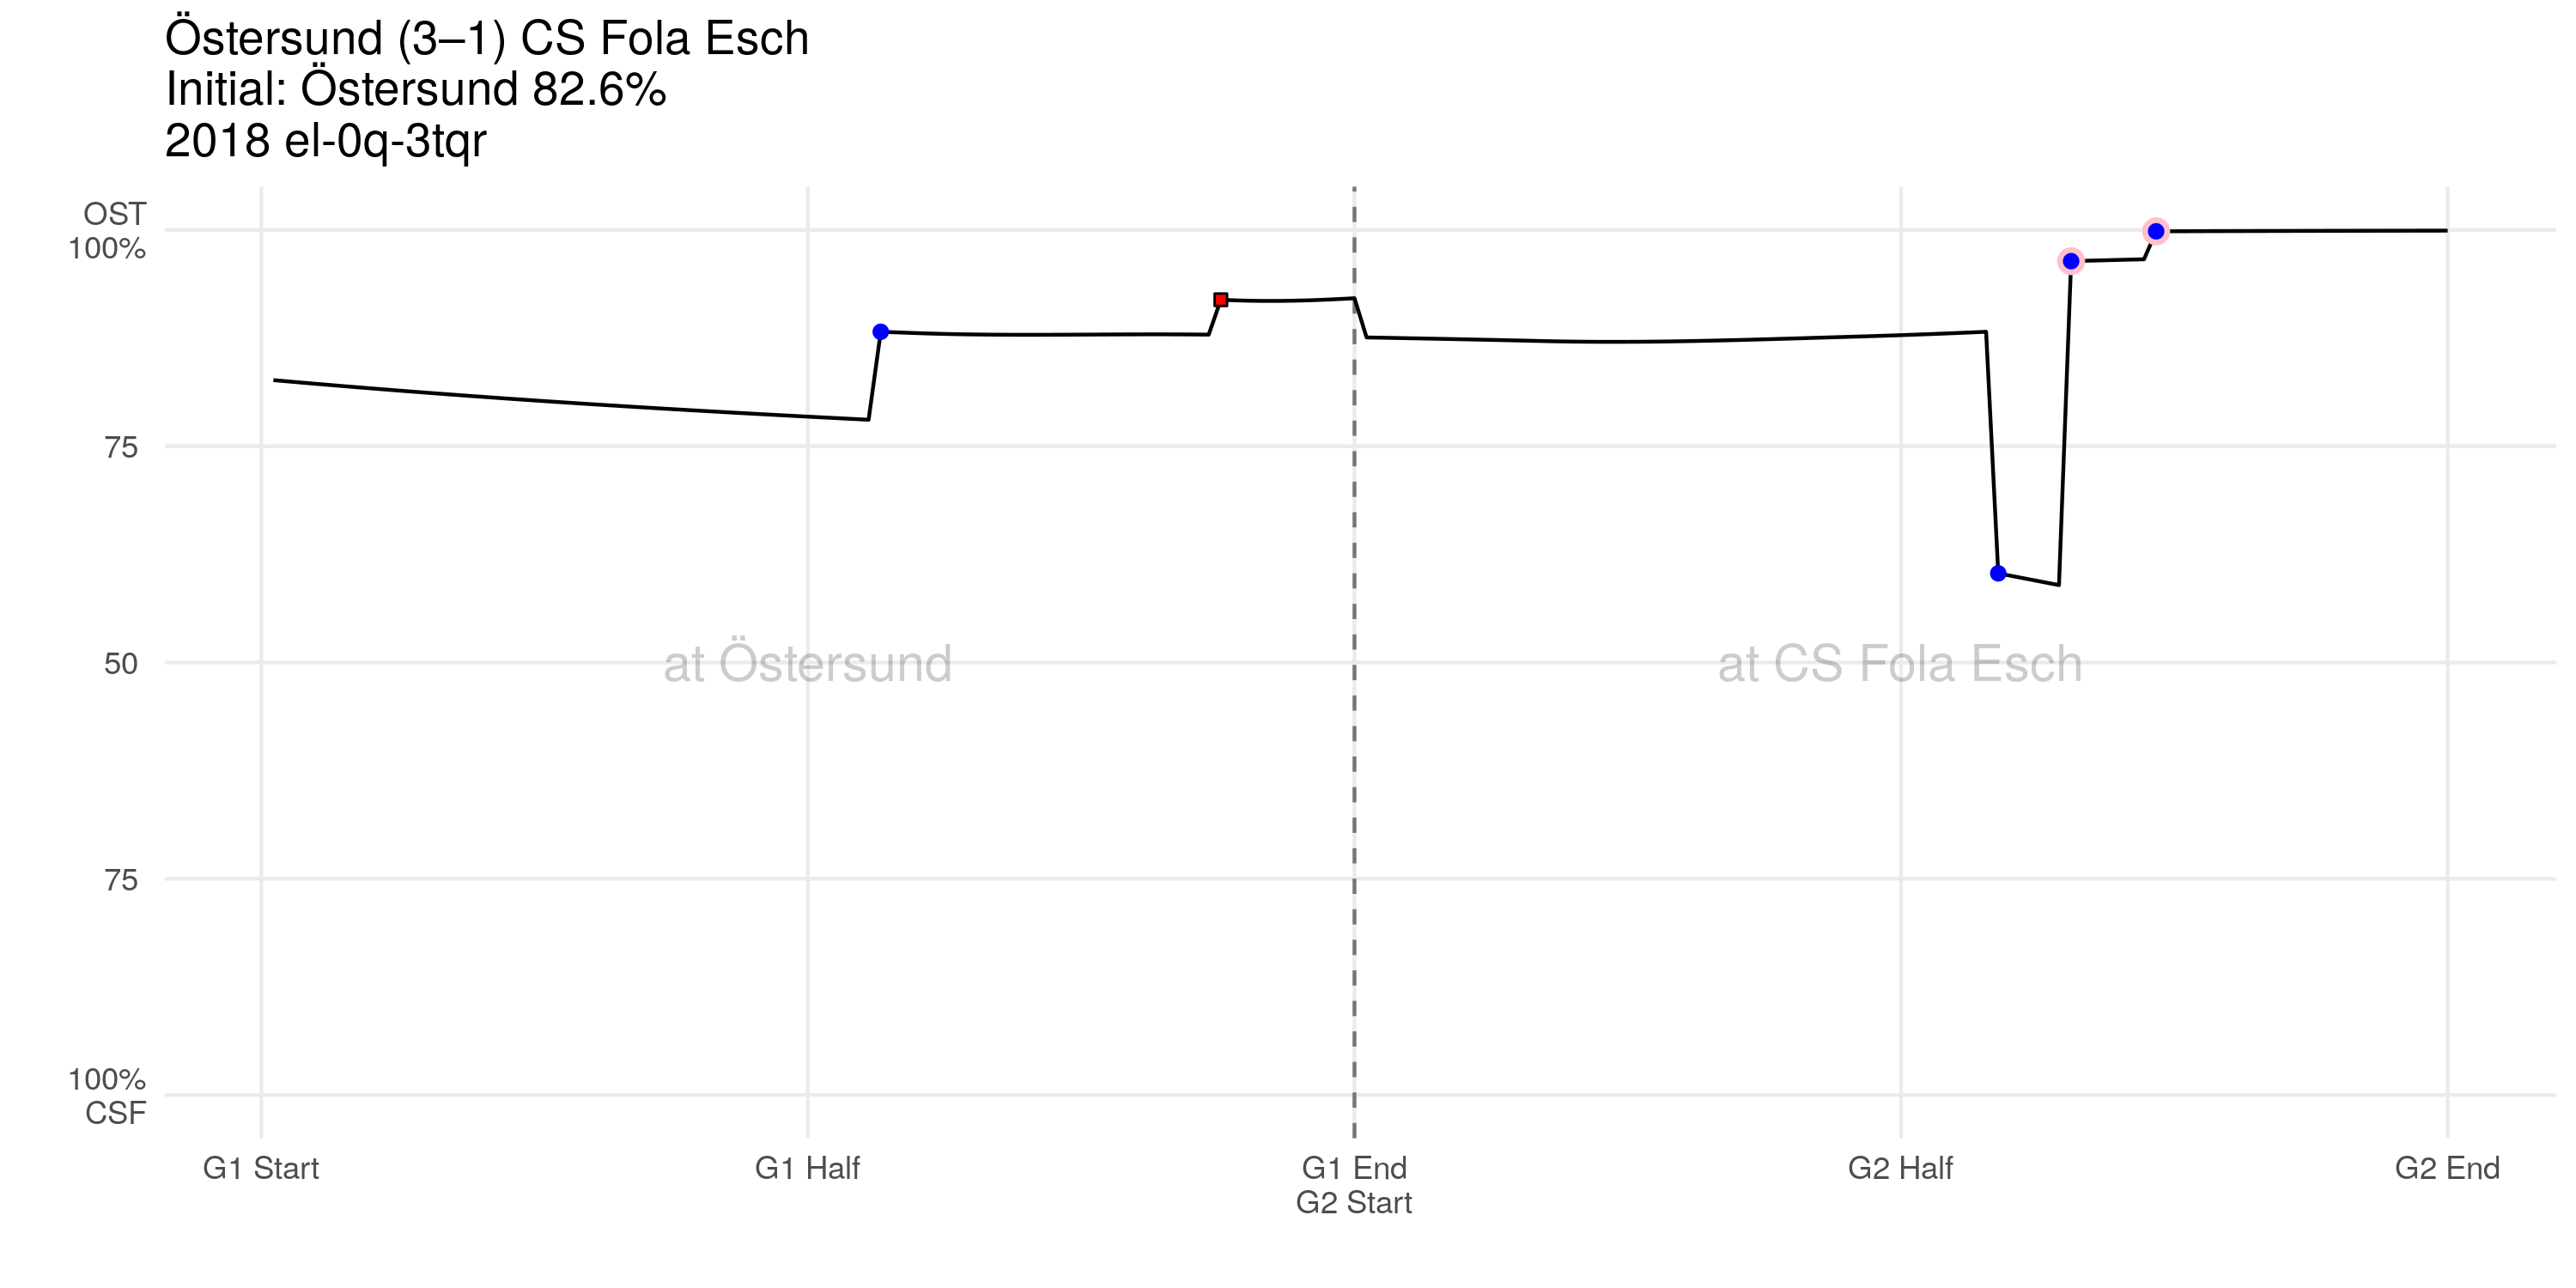 Östersund (3–1) CS Fola Esch
Initial: Östersund 82.6%
2018 el-0q-3tqr
OST
100%
75
50
75
100%
CSF
at Östersund
at CS Fola Esch
G1 Start
G1 Half
G1 End
G2 Start
G2 Half
G2 End